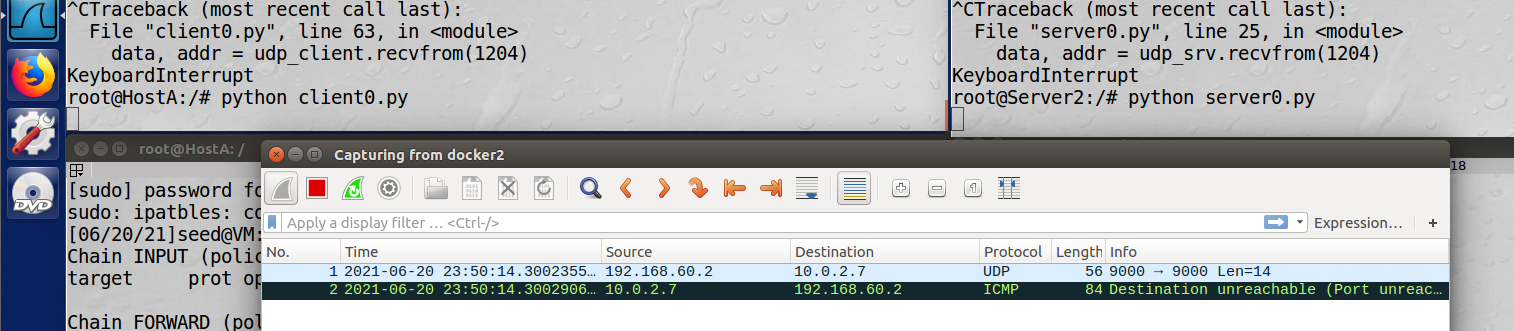 ^CTraceback (most recent call last):
File "client0.py", line 63, in <module>
data, addr = udp_client.recvfrom(1204)
KeyboardInterrupt
root@HostA:/# python client0.py
^CTraceback (most recent call last):
File "server0.py", line 25, in <module>
data, addr = udp_srv.recvfrom(1204)
KeyboardInterrupt
root@Server2:/# python server0.py
root@HostA: /
[sudo] password fo
sudo: ipatbles: co
[06/20/21]seed@VM:
Chain INPUT (polic
target prot op
Chain FORWARD (pol
DVD
18
Capturing from docker2
Apply a display filter … <Ctrl-/>
Expression… +
No. Time Source Destination Protocol Length Info
1 2021-06-20 23:50:14.3002355… 192.168.60.2 10.0.2.7 UDP 56 9000 → 9000 Len=14
2 2021-06-20 23:50:14.3002906… 10.0.2.7 192.168.60.2 ICMP 84 Destination unreachable (Port unreac…